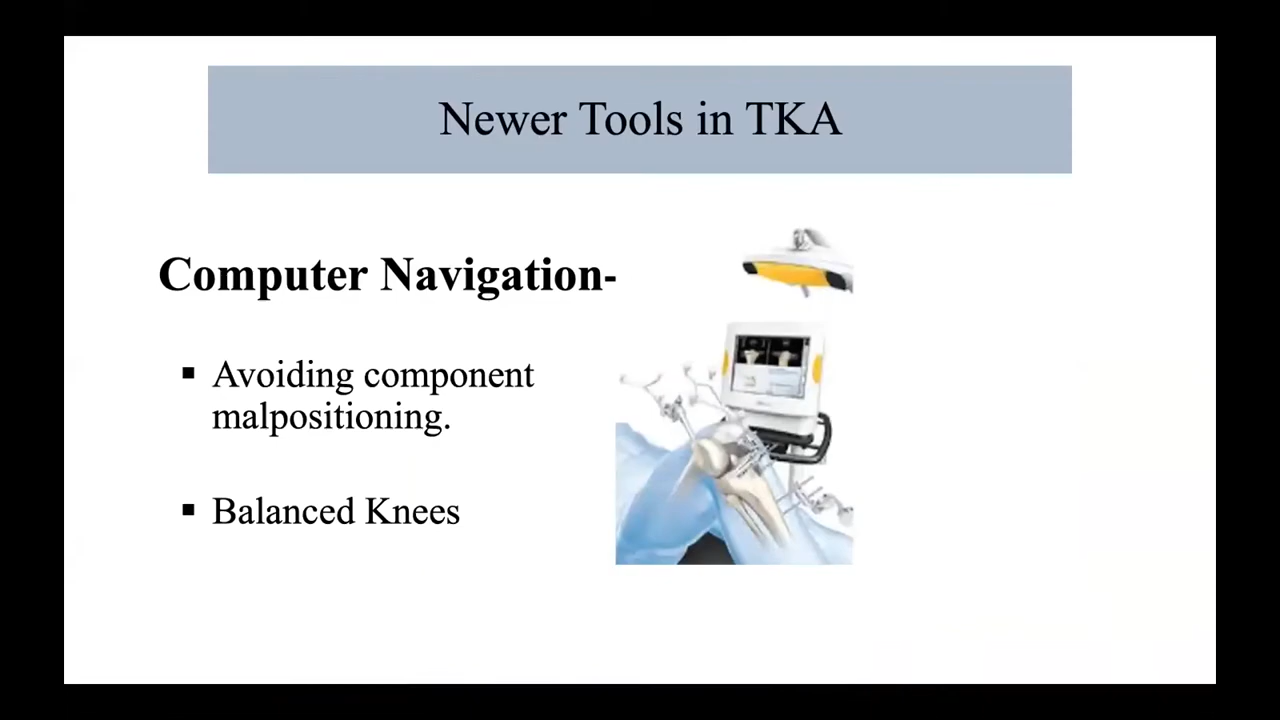 Newer Tools in TKA
Computer Navigation-
▪ Avoiding component
malpositioning.
▪ Balanced Knees